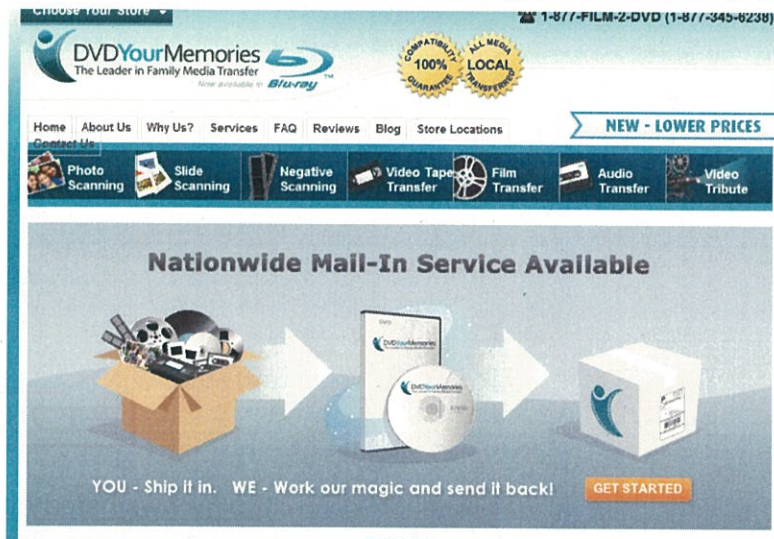 Choose Your Store
1-877-FILM-2-DVD (1-877-345-6238)
DVDYourMemories
The Leader in Family Media Transfer
Now available in Blu-ray™
COMPATIBILITY 100% GUARANTEE
ALL MEDIA LOCAL TRANSFERRED
Home About Us Why Us? Services FAQ Reviews Blog Store Locations
Contact Us
NEW - LOWER PRICES
Photo Scanning
Slide Scanning
Negative Scanning
Video Tape Transfer
Film Transfer
Audio Transfer
Video Tribute
Nationwide Mail-In Service Available
DVDYourMemories
DVDYourMemories
YOU - Ship it in. WE - Work our magic and send it back!
GET STARTED